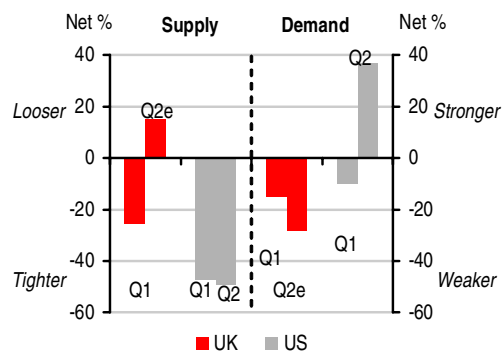 Net %
Supply
Demand
Net %
40
Q2
40
Looser
20
Q2e
20
Stronger
0
0
-20
-20
Q1
-40
Q1
-40
Tighter
Q1
Q1
Q2
Q2e
Weaker
-60
-60
UK
US